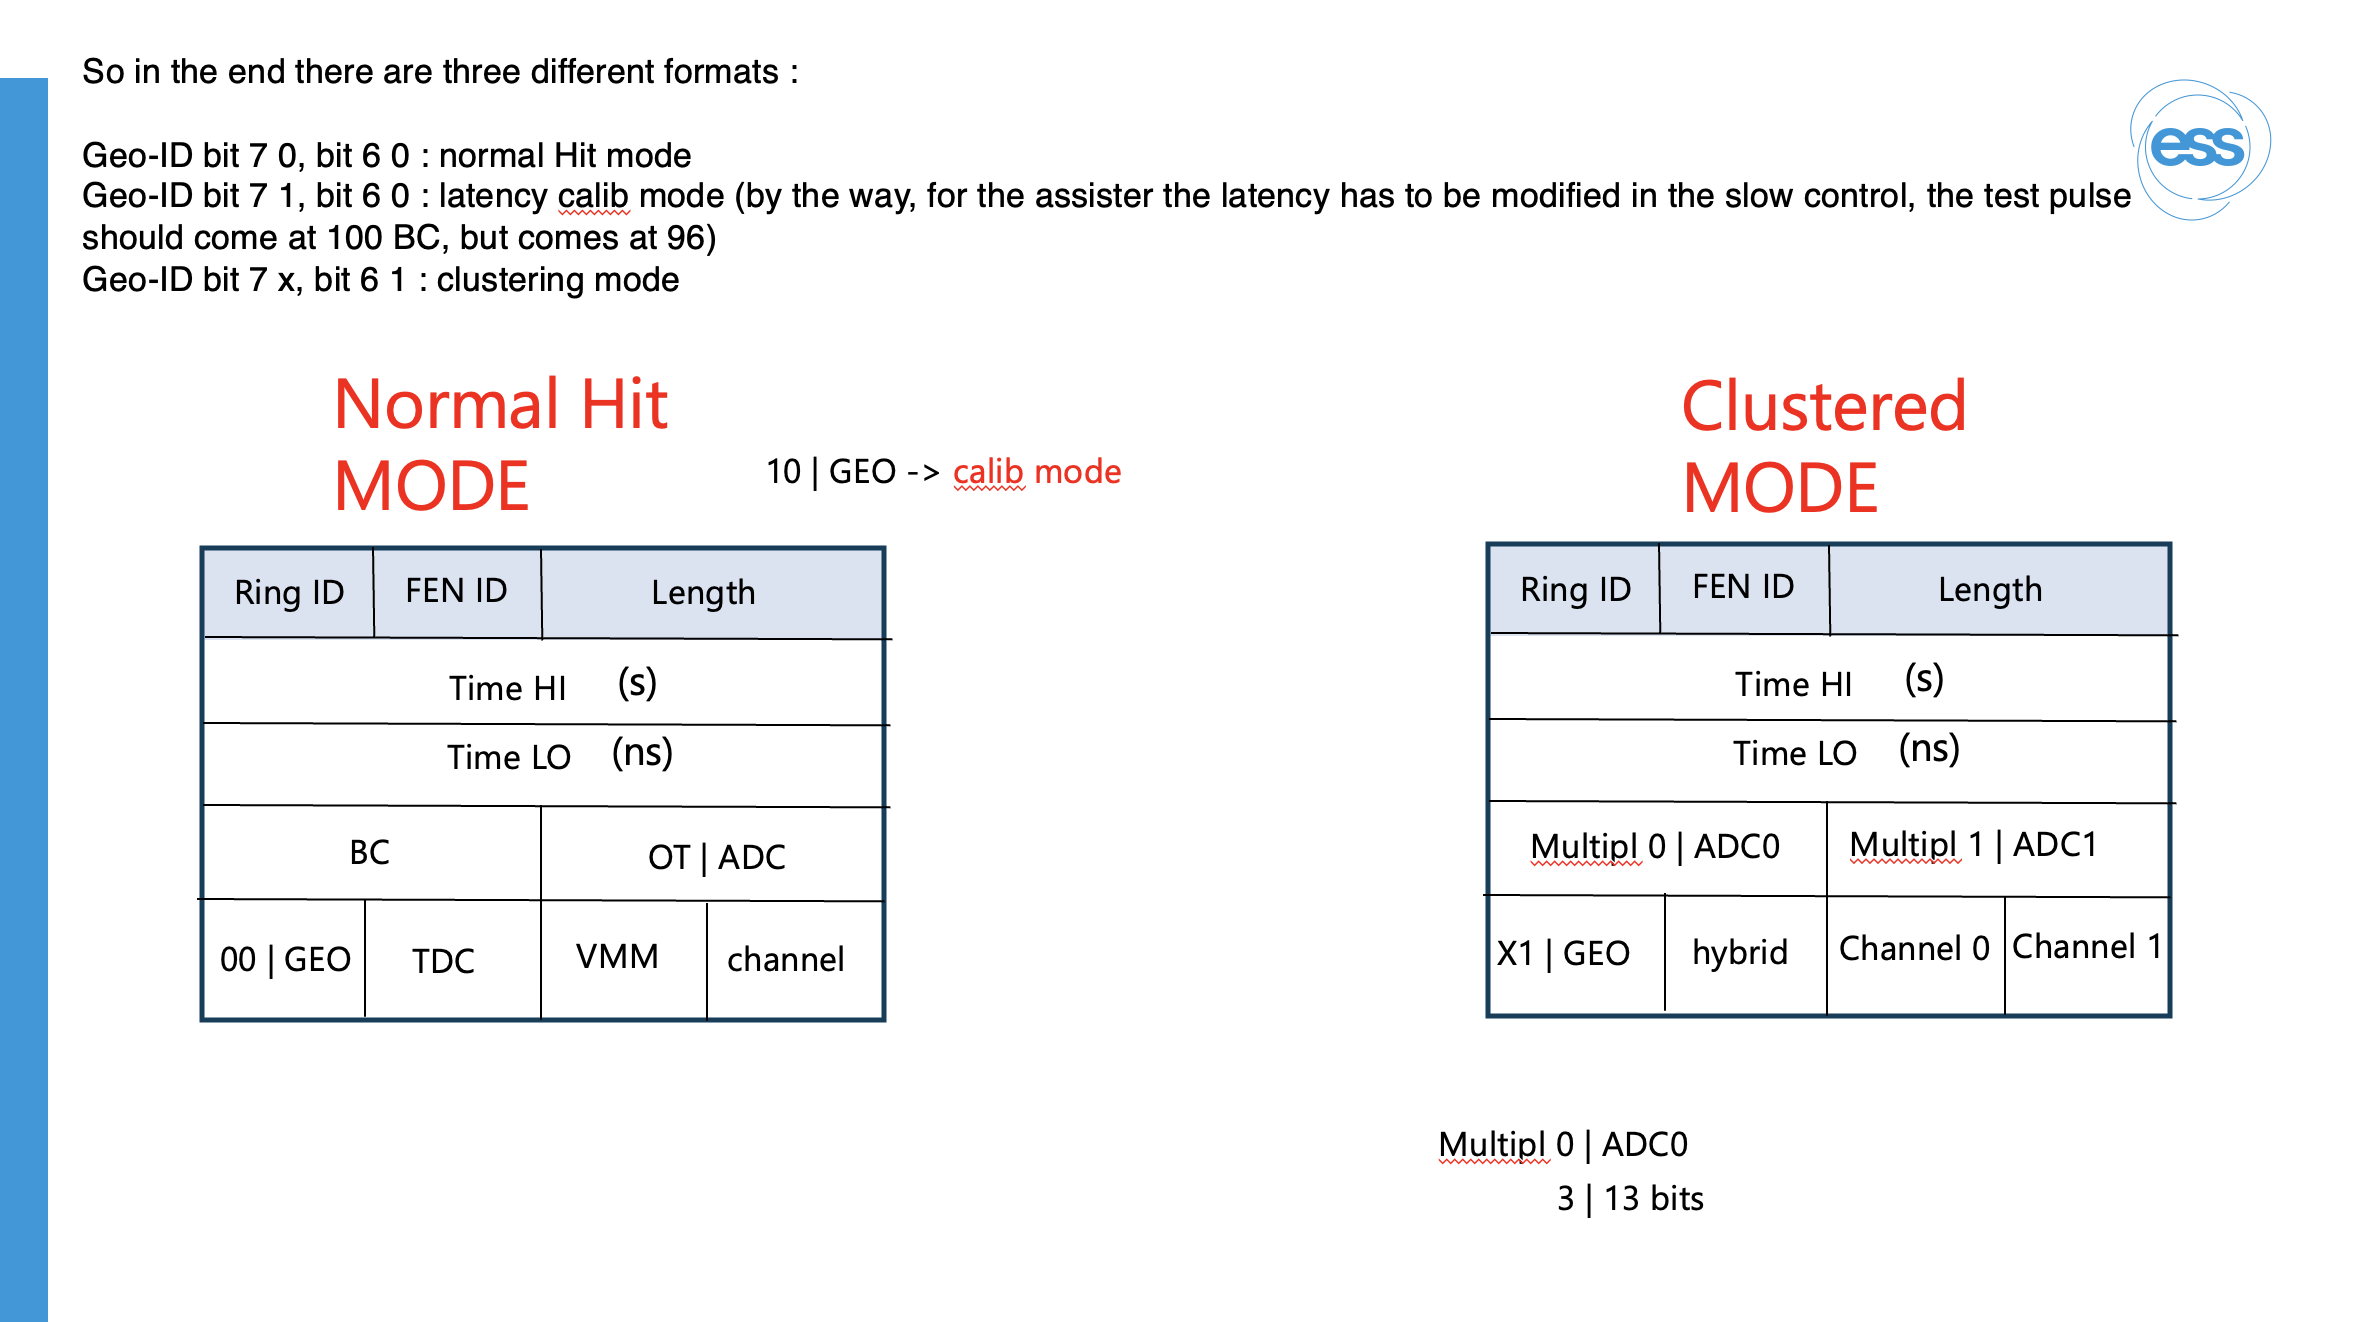 So in the end there are three different formats :
Geo-ID bit 7 0, bit 6 0 : normal Hit mode
Geo-ID bit 7 1, bit 6 0 : latency calib mode (by the way, for the assister the latency has to be modified in the slow control, the test pulse
should come at 100 BC, but comes at 96)
Geo-ID bit 7 x, bit 6 1 : clustering mode
ess
Normal Hit
MODE
10 | GEO -> calib mode
Ring ID FEN ID Length
Time HI (s)
Time LO (ns)
BC OT | ADC
00 | GEO TDC VMM channel
Clustered
MODE
Ring ID FEN ID Length
Time HI (s)
Time LO (ns)
Multipl 0 | ADC0 Multipl 1 | ADC1
X1 | GEO hybrid Channel 0 Channel 1
Multipl 0 | ADC0
3 | 13 bits